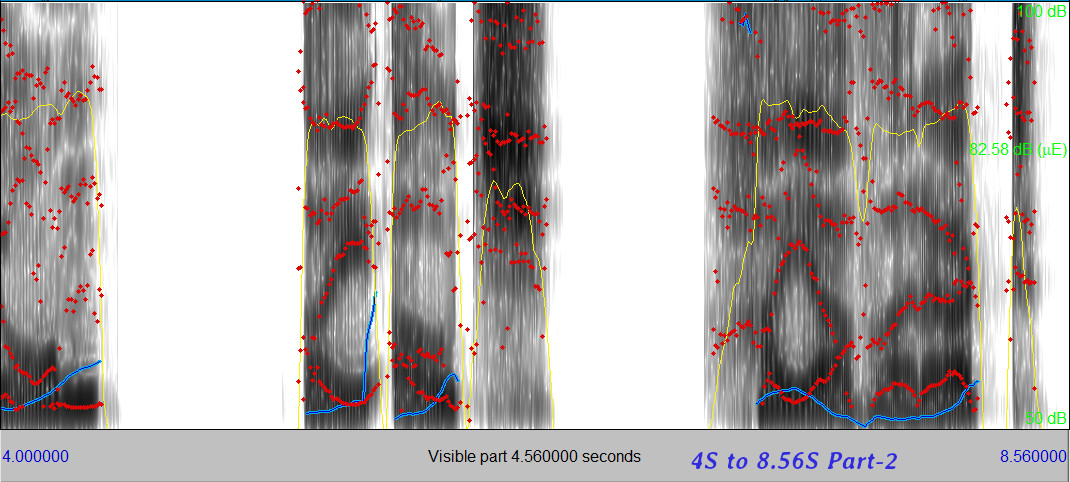 100 dB
82.58 dB (µE)
50 dB
4.000000 Visible part 4.560000 seconds 4S to 8.56S Part-2 8.560000